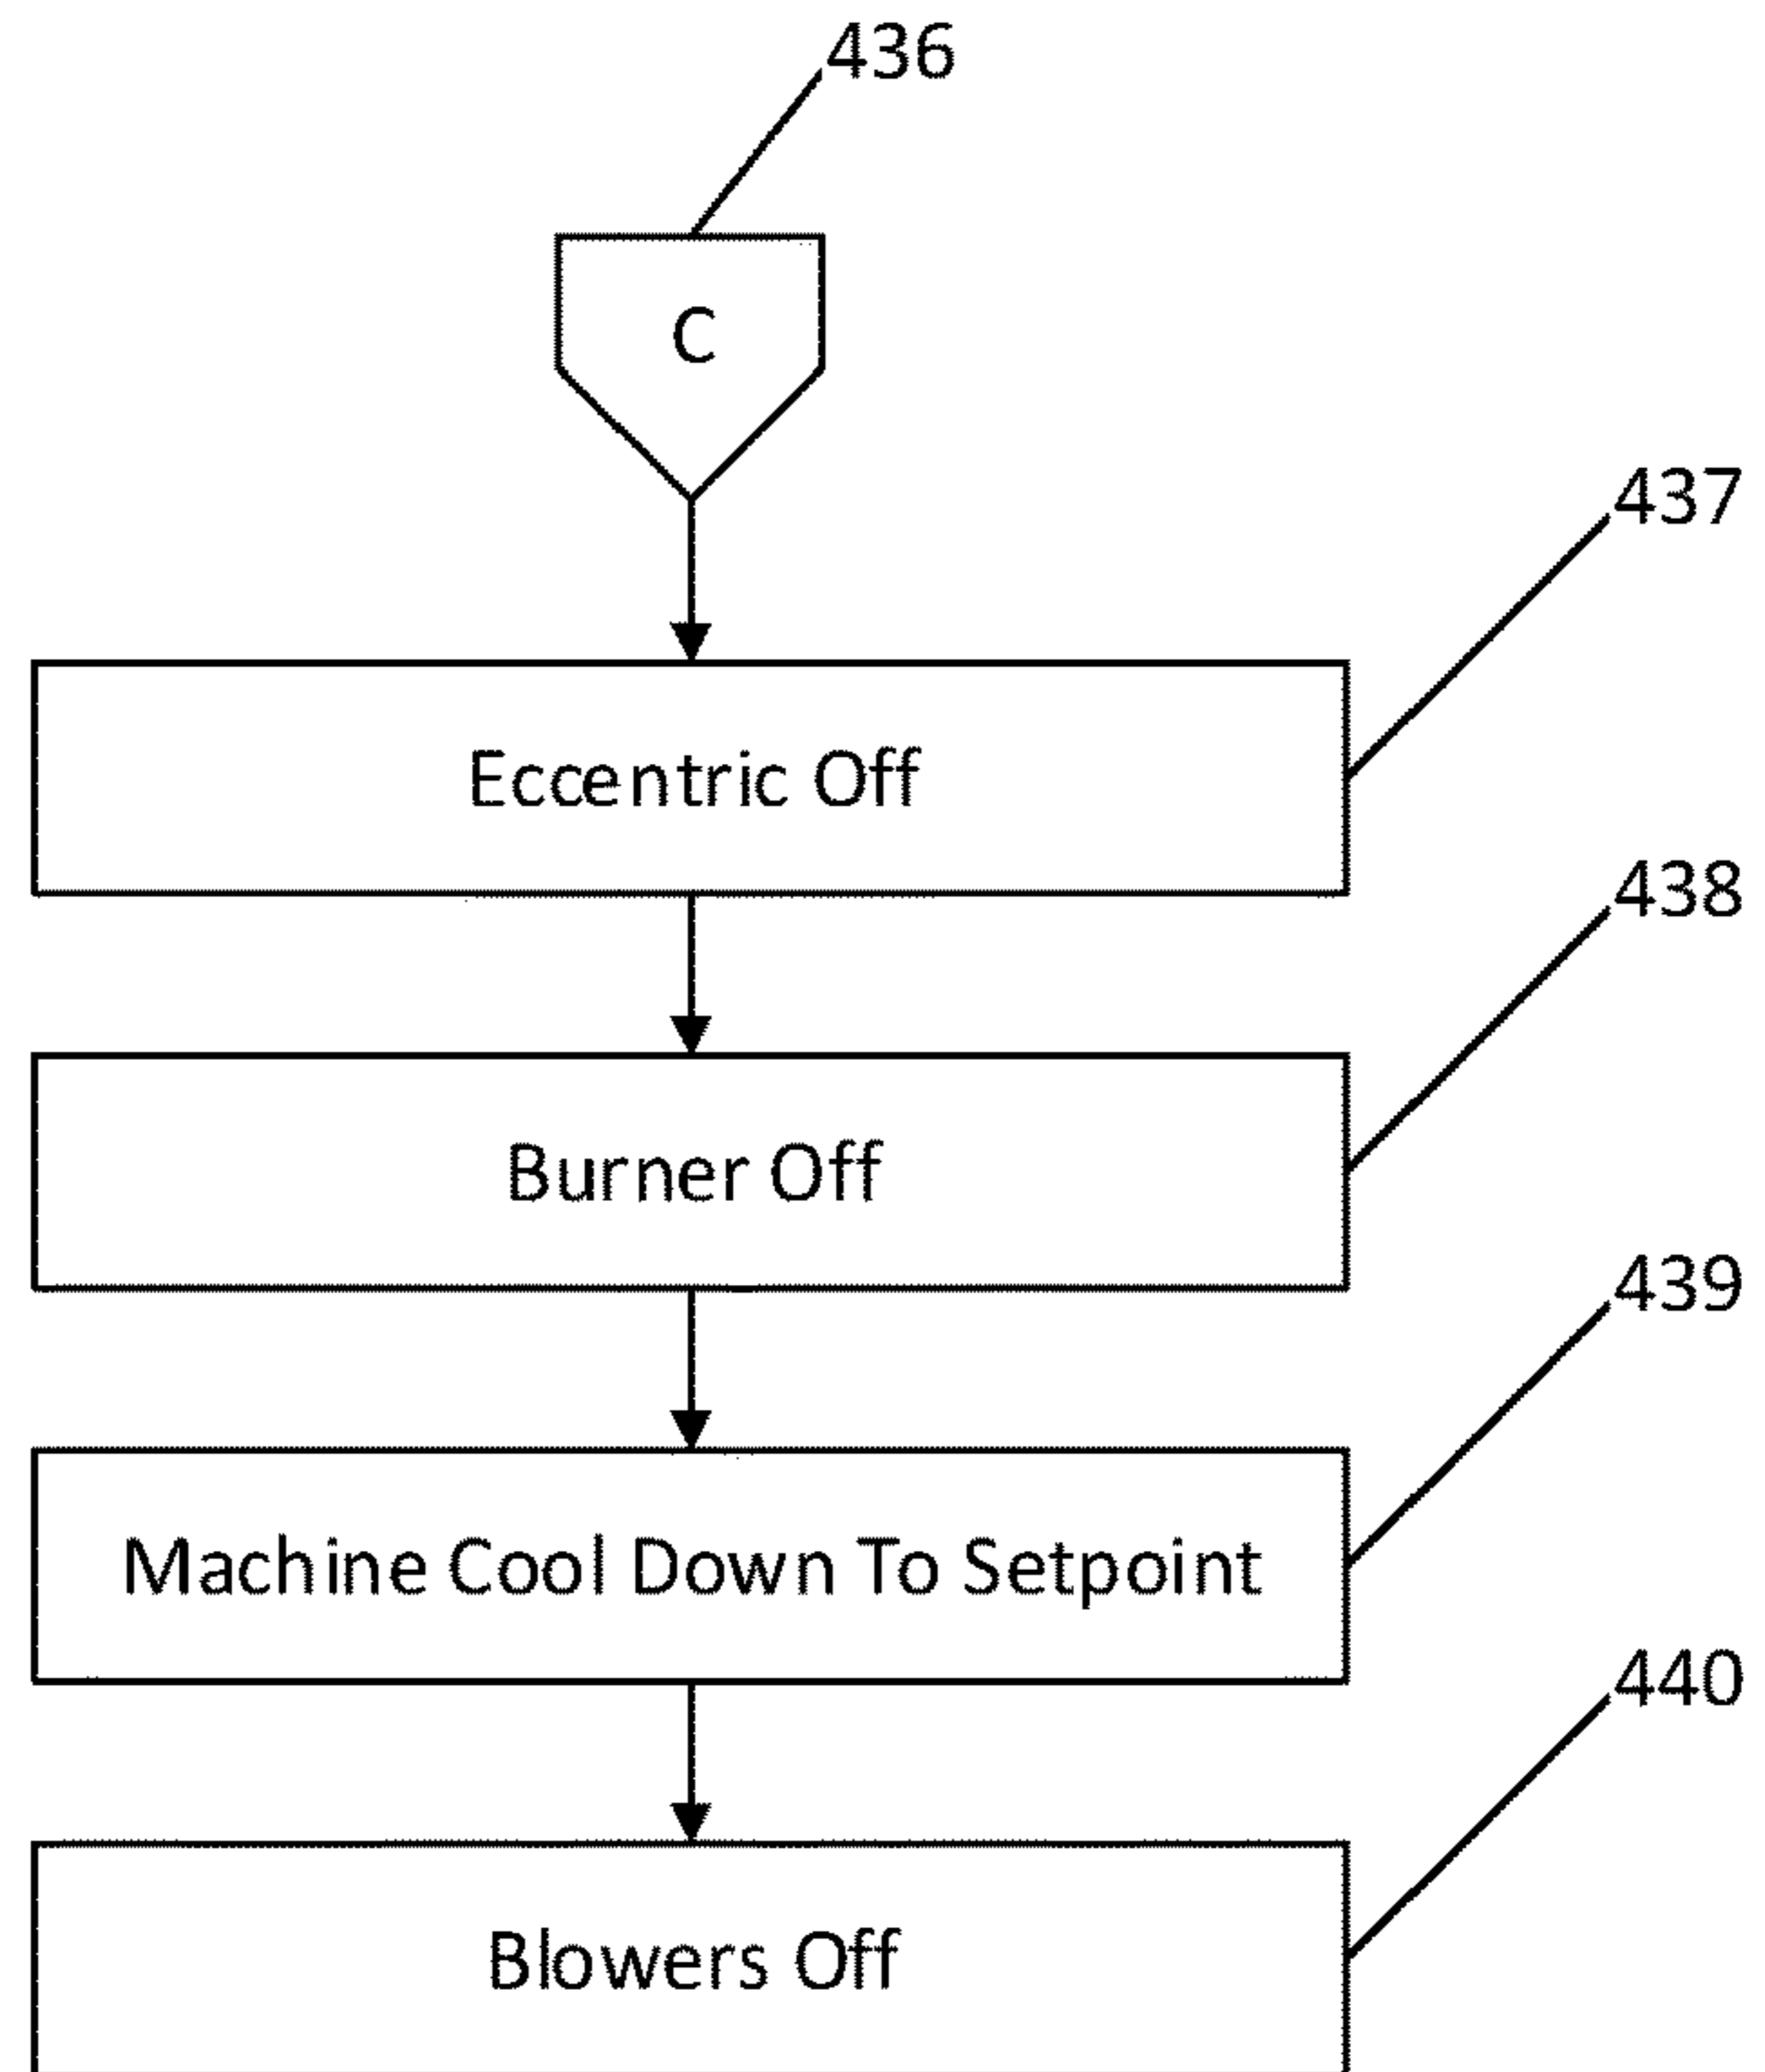 436
C
437
Eccentric Off
438
Burner Off
439
Machine Cool Down To Setpoint
440
Blowers Off